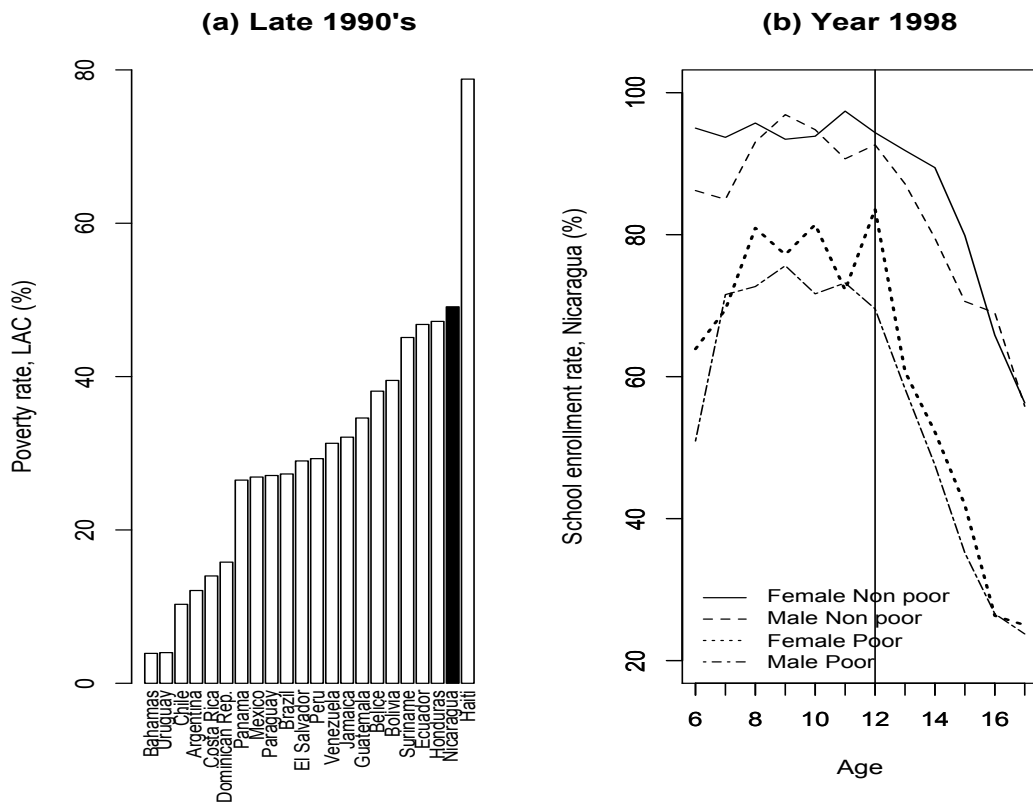 (a) Late 1990's
Poverty rate, LAC (%)
80
60
40
20
0
Bahamas
Uruguay
Chile
Argentina
Costa Rica
Dominican Rep.
Panama
Mexico
Paraguay
Brazil
El Salvador
Peru
Venezuela
Jamaica
Guatemala
Belice
Bolivia
Suriname
Ecuador
Honduras
Nicaragua
Haiti
(b) Year 1998
School enrollment rate, Nicaragua (%)
100
80
60
40
20
Female Non poor
Male Non poor
Female Poor
Male Poor
6 8 10 12 14 16
Age